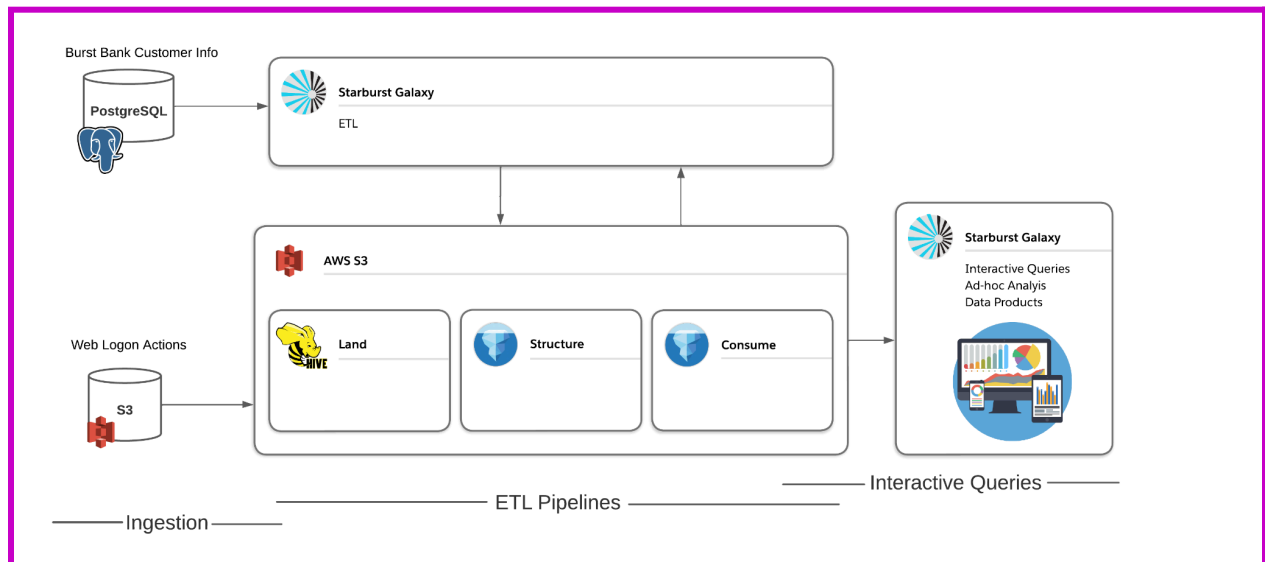 Burst Bank Customer Info
PostgreSQL
Starburst Galaxy
ETL
AWS S3
Starburst Galaxy
Interactive Queries
Ad-hoc Analyis
Data Products
HIVE
Land
Structure
Consume
Web Logon Actions
S3
Interactive Queries
ETL Pipelines
Ingestion